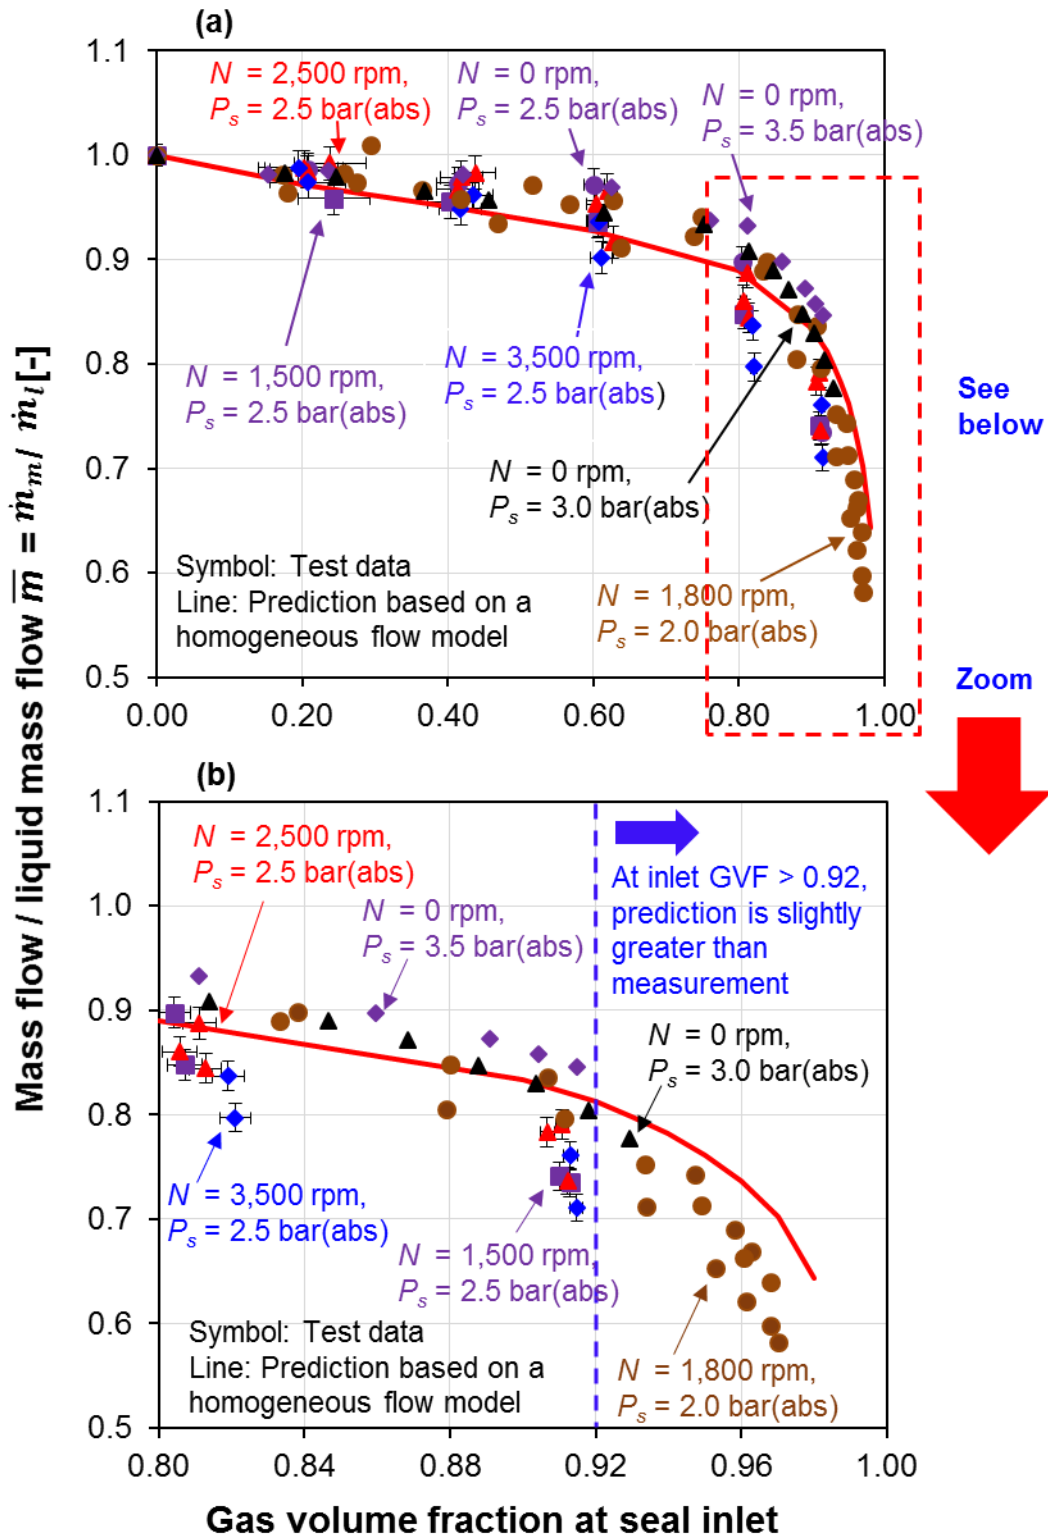 (a)
1.1
1.0
0.9
0.8
0.7
0.6
0.5
0.00
0.20
0.40
0.60
0.80
1.00
N = 2,500 rpm,
Ps = 2.5 bar(abs)
N = 0 rpm,
Ps = 2.5 bar(abs)
N = 0 rpm,
Ps = 3.5 bar(abs)
N = 1,500 rpm,
Ps = 2.5 bar(abs)
N = 3,500 rpm,
Ps = 2.5 bar(abs)
N = 0 rpm,
Ps = 3.0 bar(abs)
N = 1,800 rpm,
Ps = 2.0 bar(abs)
Symbol: Test data
Line: Prediction based on a
homogeneous flow model
See
below
Zoom
Mass flow / liquid mass flow m̅ = ṁm/ ṁl[-]
(b)
1.1
1.0
0.9
0.8
0.7
0.6
0.5
0.80
0.84
0.88
0.92
0.96
1.00
N = 2,500 rpm,
Ps = 2.5 bar(abs)
N = 0 rpm,
Ps = 3.5 bar(abs)
At inlet GVF > 0.92,
prediction is slightly
greater than
measurement
N = 0 rpm,
Ps = 3.0 bar(abs)
N = 3,500 rpm,
Ps = 2.5 bar(abs)
N = 1,500 rpm,
Ps = 2.5 bar(abs)
N = 1,800 rpm,
Ps = 2.0 bar(abs)
Symbol: Test data
Line: Prediction based on a
homogeneous flow model
Gas volume fraction at seal inlet